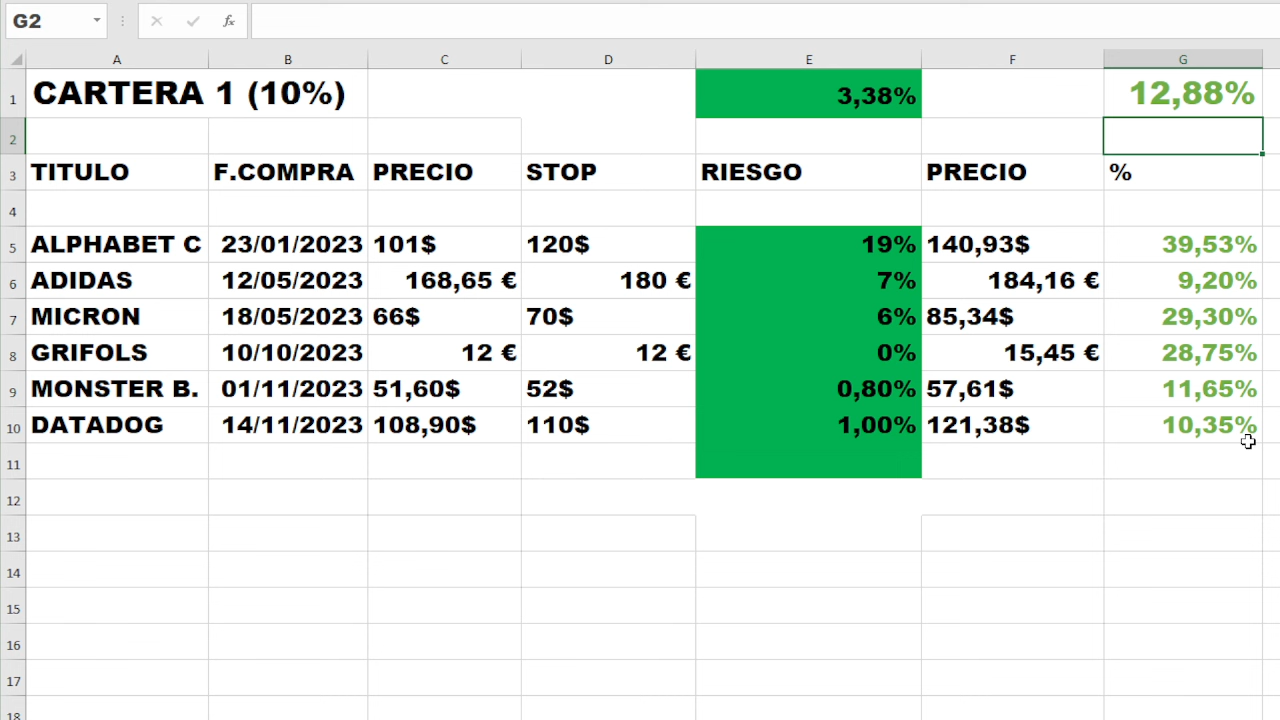 G2
fx
A B C D E F G
1 CARTERA 1 (10%) 3,38% 12,88%
2
3 TITULO F.COMPRA PRECIO STOP RIESGO PRECIO %
4
5 ALPHABET C 23/01/2023 101$ 120$ 19% 140,93$ 39,53%
6 ADIDAS 12/05/2023 168,65 € 180 € 7% 184,16 € 9,20%
7 MICRON 18/05/2023 66$ 70$ 6% 85,34$ 29,30%
8 GRIFOLS 10/10/2023 12 € 12 € 0% 15,45 € 28,75%
9 MONSTER B. 01/11/2023 51,60$ 52$ 0,80% 57,61$ 11,65%
10 DATADOG 14/11/2023 108,90$ 110$ 1,00% 121,38$ 10,35%
11
12
13
14
15
16
17
18